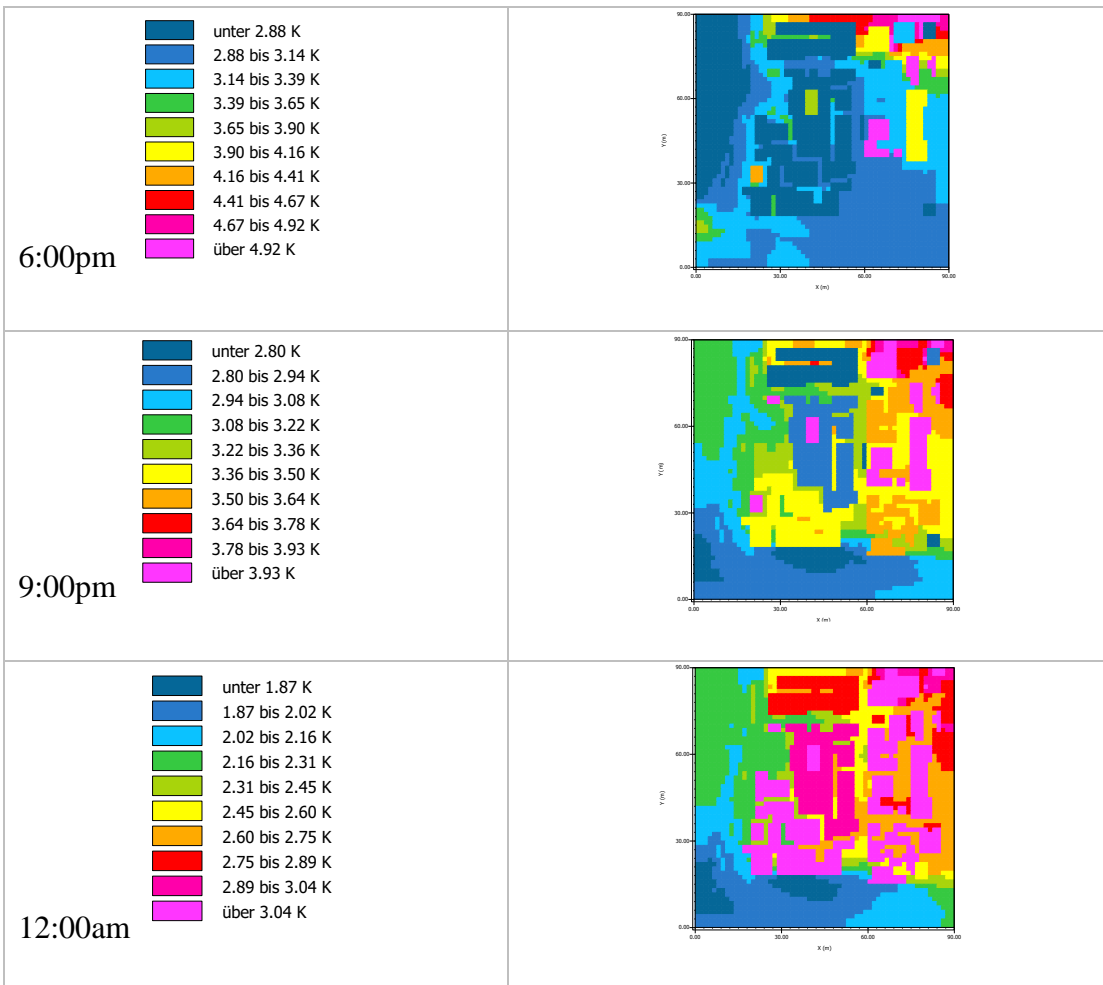 unter 2.88 K
2.88 bis 3.14 K
3.14 bis 3.39 K
3.39 bis 3.65 K
3.65 bis 3.90 K
3.90 bis 4.16 K
4.16 bis 4.41 K
4.41 bis 4.67 K
4.67 bis 4.92 K
über 4.92 K
6:00pm
90.00
60.00
Y (m)
30.00
0.00
0.00 30.00 60.00 90.00
X (m)
unter 2.80 K
2.80 bis 2.94 K
2.94 bis 3.08 K
3.08 bis 3.22 K
3.22 bis 3.36 K
3.36 bis 3.50 K
3.50 bis 3.64 K
3.64 bis 3.78 K
3.78 bis 3.93 K
über 3.93 K
9:00pm
90.00
60.00
Y (m)
30.00
0.00
0.00 30.00 60.00 90.00
X (m)
unter 1.87 K
1.87 bis 2.02 K
2.02 bis 2.16 K
2.16 bis 2.31 K
2.31 bis 2.45 K
2.45 bis 2.60 K
2.60 bis 2.75 K
2.75 bis 2.89 K
2.89 bis 3.04 K
über 3.04 K
12:00am
90.00
60.00
Y (m)
30.00
0.00
0.00 30.00 60.00 90.00
X (m)